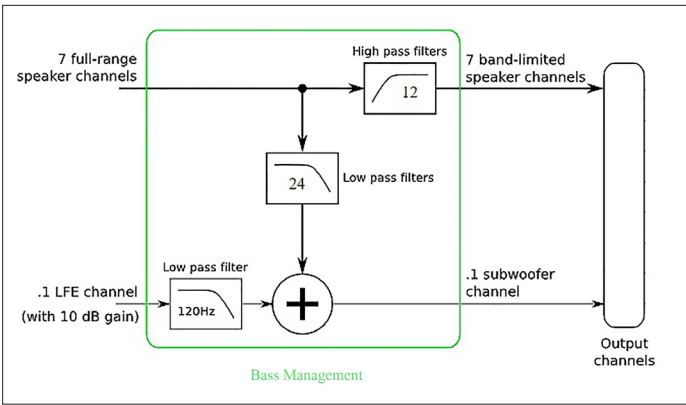 High pass filters
7 full-range
speaker channels
12
7 band-limited
speaker channels
24
Low pass filters
Low pass filter
.1 LFE channel
(with 10 dB gain)
120Hz
+
.1 subwoofer
channel
Output
channels
Bass Management